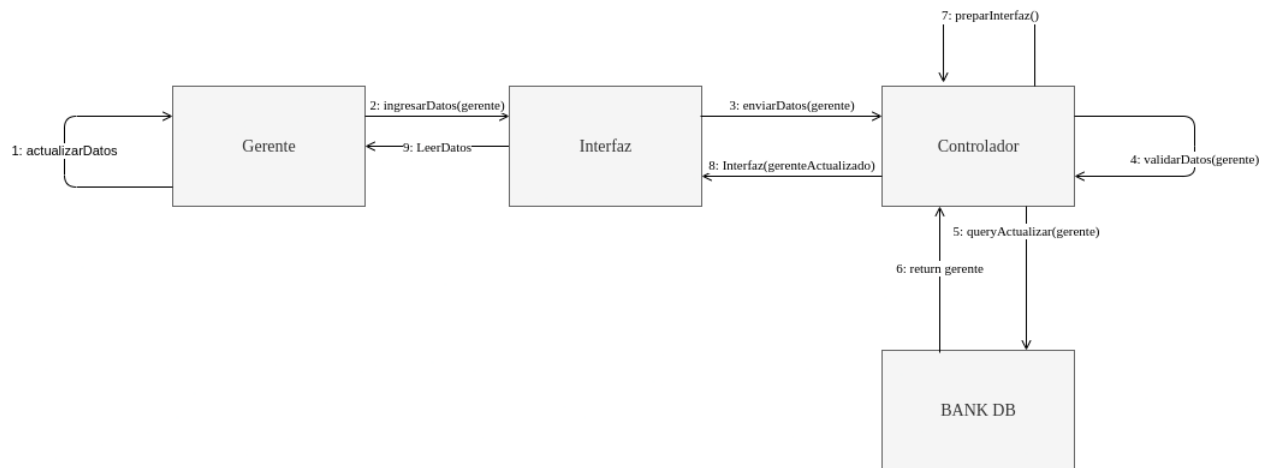 7: preparInterfaz()
2: ingresarDatos(gerente)
3: enviarDatos(gerente)
1: actualizarDatos
Gerente
9: LeerDatos
Interfaz
8: Interfaz(gerenteActualizado)
Controlador
4: validarDatos(gerente)
5: queryActualizar(gerente)
6: return gerente
BANK DB